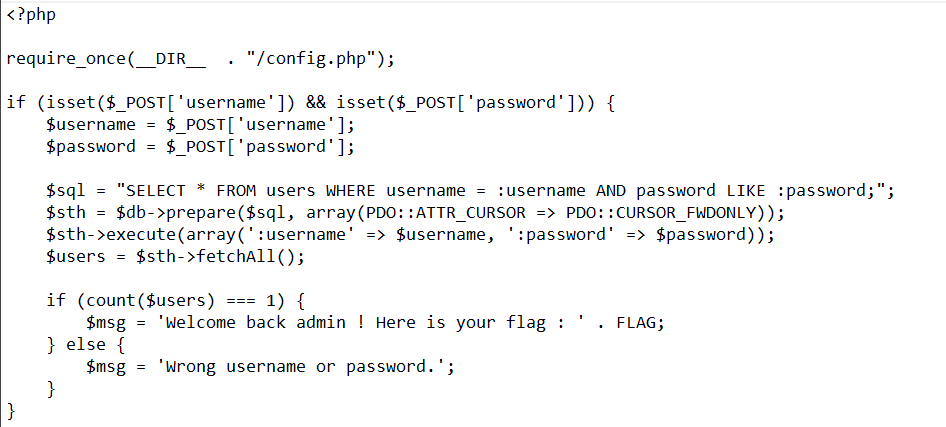 <?php
require_once(__DIR__  . "/config.php");
if (isset($_POST['username']) && isset($_POST['password'])) {
    $username = $_POST['username'];
    $password = $_POST['password'];
    $sql = "SELECT * FROM users WHERE username = :username AND password LIKE :password;";
    $sth = $db->prepare($sql, array(PDO::ATTR_CURSOR => PDO::CURSOR_FWDONLY));
    $sth->execute(array(':username' => $username, ':password' => $password));
    $users = $sth->fetchAll();
    if (count($users) === 1) {
        $msg = 'Welcome back admin ! Here is your flag : ' . FLAG;
    } else {
        $msg = 'Wrong username or password.';
    }
}